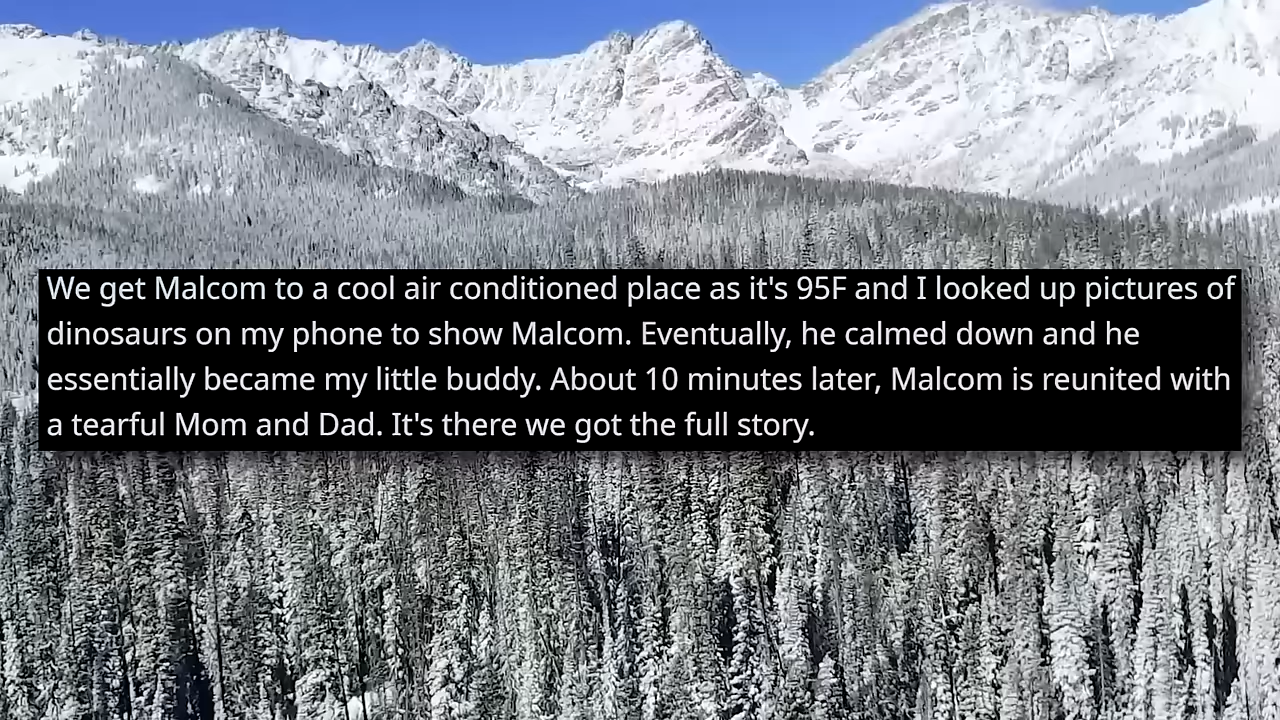 We get Malcom to a cool air conditioned place as it's 95F and I looked up pictures of
dinosaurs on my phone to show Malcom. Eventually, he calmed down and he
essentially became my little buddy. About 10 minutes later, Malcom is reunited with
a tearful Mom and Dad. It's there we got the full story.